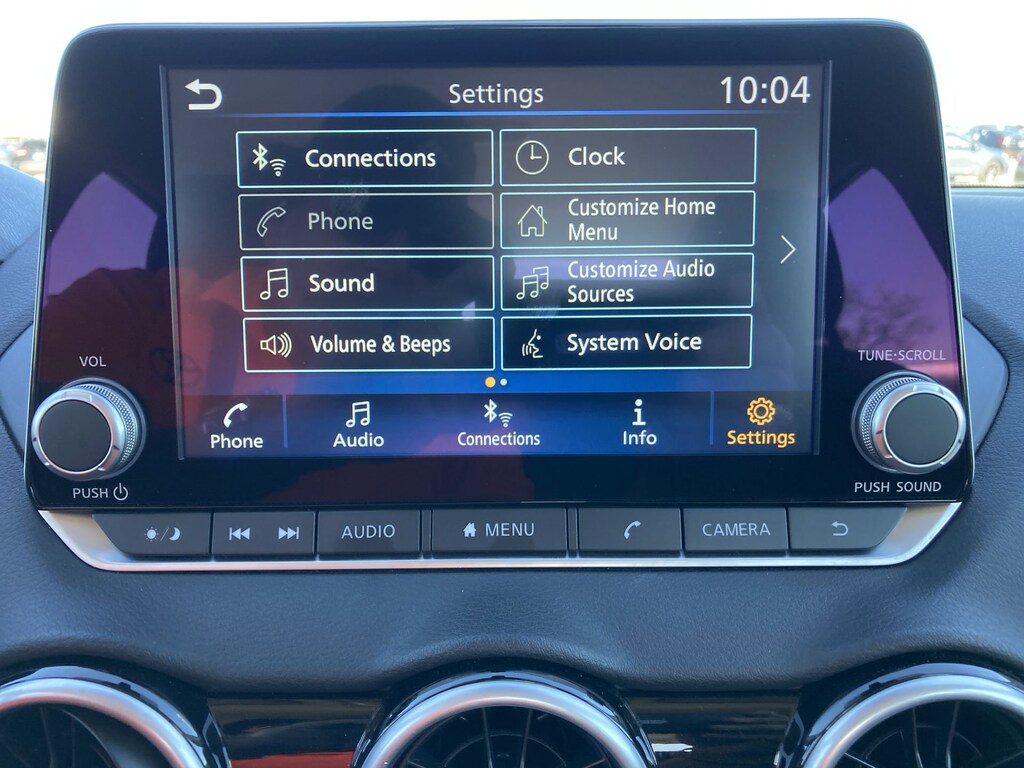 Settings
10:04
Connections
Clock
Phone
Customize Home
Menu
Sound
Customize Audio
Sources
Volume & Beeps
System Voice
Phone
Audio
Connections
Info
Settings
VOL
PUSH
TUNE·SCROLL
PUSH SOUND
AUDIO
MENU
CAMERA